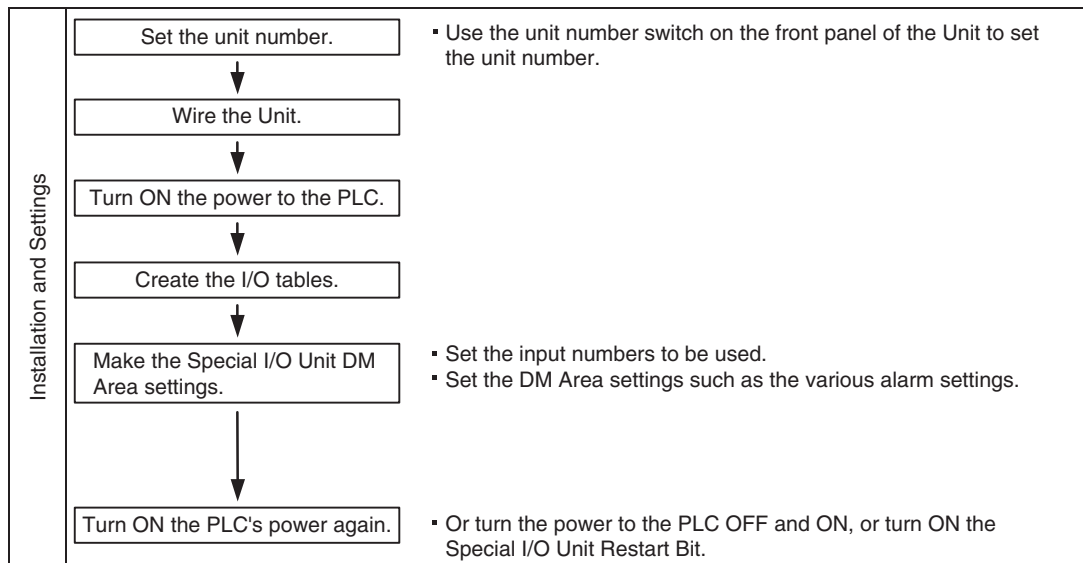 Installation and Settings
Set the unit number.
▪ Use the unit number switch on the front panel of the Unit to set
the unit number.
Wire the Unit.
Turn ON the power to the PLC.
Create the I/O tables.
Make the Special I/O Unit DM
Area settings.
▪ Set the input numbers to be used.
▪ Set the DM Area settings such as the various alarm settings.
Turn ON the PLC's power again.
▪ Or turn the power to the PLC OFF and ON, or turn ON the
Special I/O Unit Restart Bit.